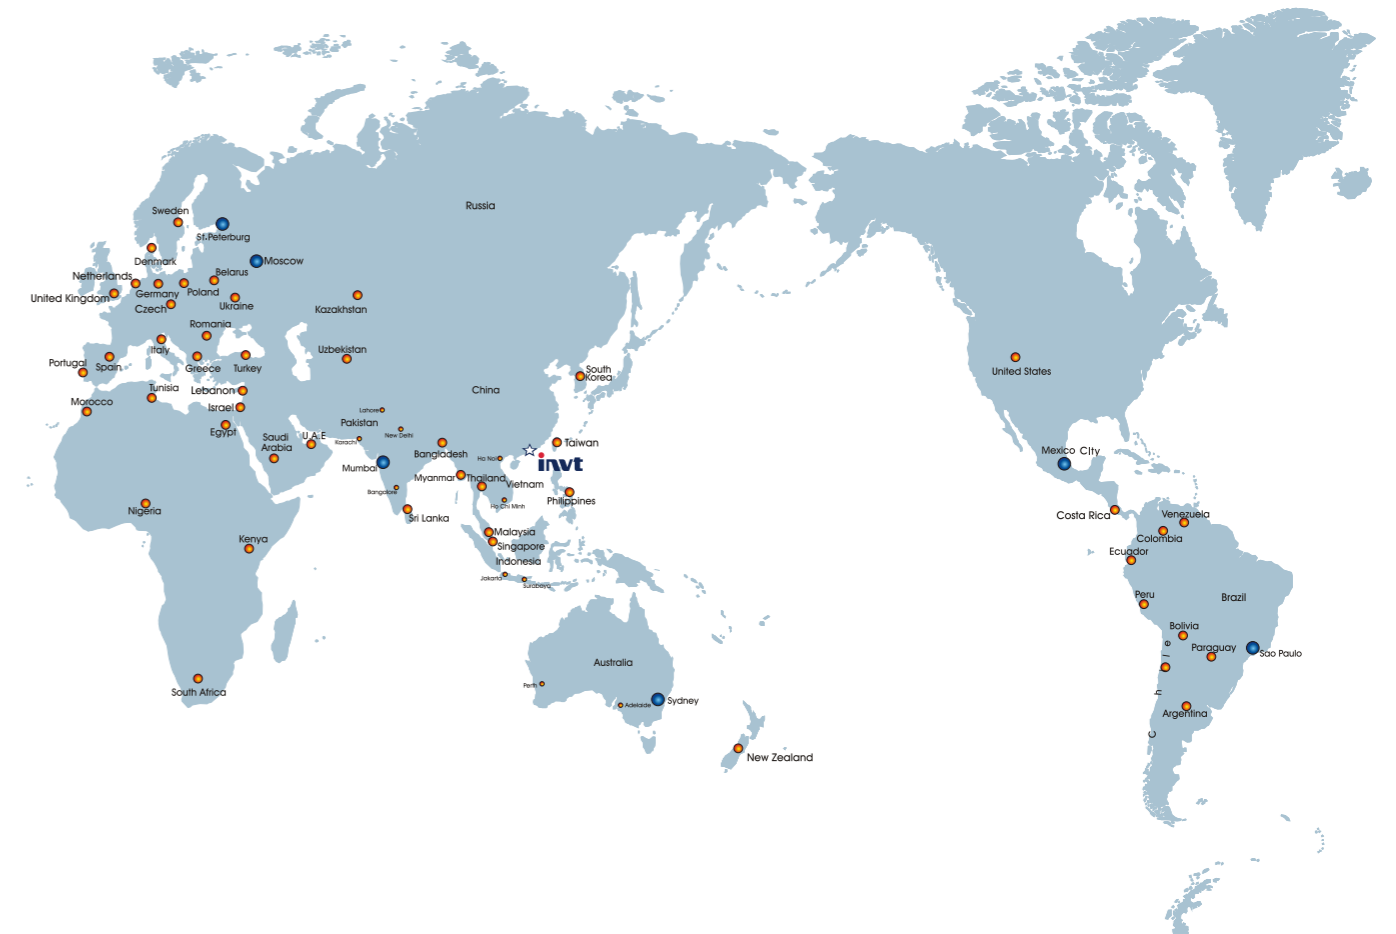 Russia
Sweden
St.Peterburg
Denmark
Moscow
Netherlands
Belarus
Germany
Poland
United Kingdom
Czech
Ukraine
Kazakhstan
Romania
Italy
Uzbekistan
Portugal
Spain
Greece
Turkey
South
Korea
United States
Tunisia
Lebanon
China
Morocco
Israel
Lahore
Pakistan
Egypt
Saudi
Arabia
U.A.E
Karachi
New Delhi
Taiwan
Bangladesh
Ha Noi
invt
Mexico City
Mumbai
Myanmar
Thailand
Vietnam
Bangalore
Philippines
Ho Chi Minh
Nigeria
Sri Lanka
Costa Rica
Venezuela
Malaysia
Colombia
Kenya
Singapore
Ecuador
Indonesia
Jakarta
Surabaya
Peru
Brazil
Bolivia
Paraguay
Sao Paulo
Chile
Australia
Perth
South Africa
Adelaide
Sydney
Argentina
New Zealand